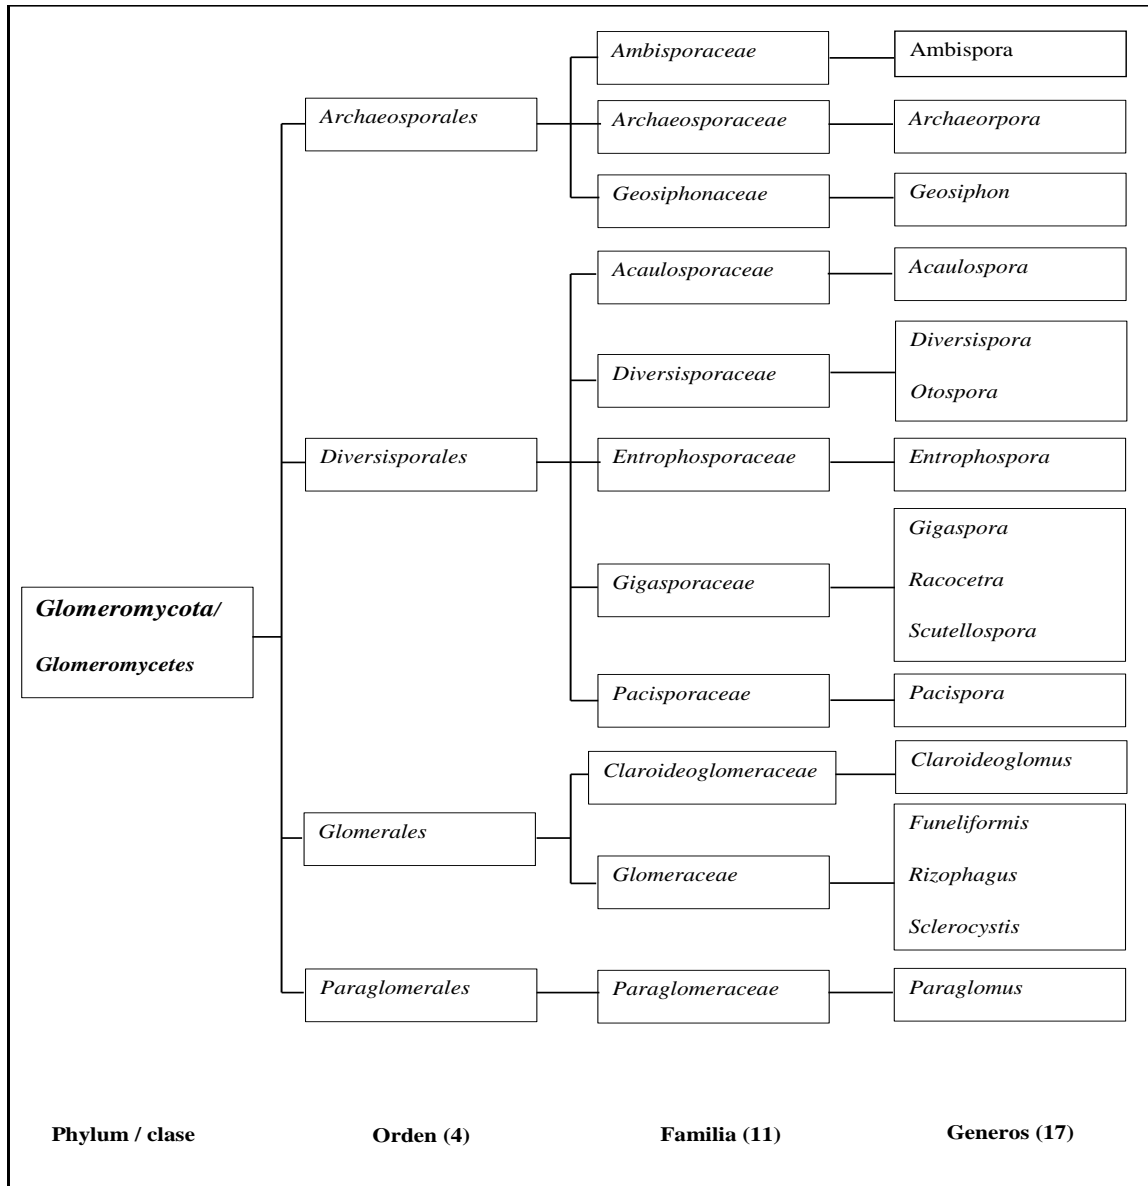 Ambisporaceae
Ambispora
Archaeosporales
Archaeosporaceae
Archaeorpora
Geosiphonaceae
Geosiphon
Acaulosporaceae
Acaulospora
Diversisporaceae
Diversispora
Otospora
Diversisporales
Entrophosporaceae
Entrophospora
Glomeromycota/
Glomeromycetes
Gigasporaceae
Gigaspora
Racocetra
Scutellospora
Pacisporaceae
Pacispora
Claroideoglomeraceae
Claroideoglomus
Glomerales
Glomeraceae
Funeliformis
Rizophagus
Sclerocystis
Paraglomerales
Paraglomeraceae
Paraglomus
Phylum / clase
Orden (4)
Familia (11)
Generos (17)